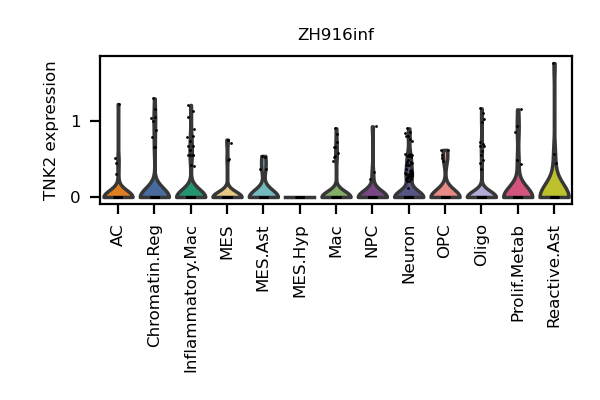 ZH916inf
TNK2 expression
1
0
AC
Chromatin.Reg
Inflammatory.Mac
MES
MES.Ast
MES.Hyp
Mac
NPC
Neuron
OPC
Oligo
Prolif.Metab
Reactive.Ast